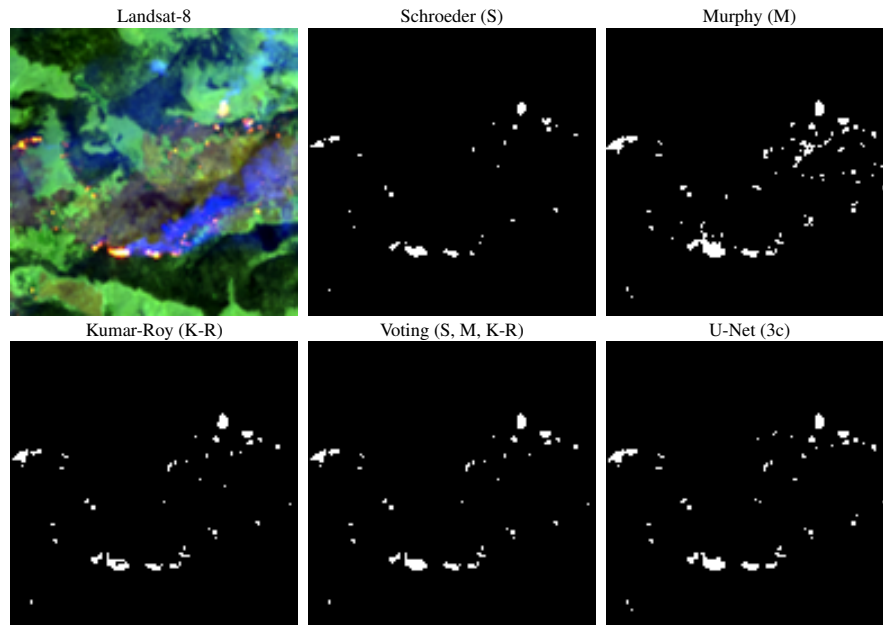 Landsat-8
Schroeder (S)
Murphy (M)
Kumar-Roy (K-R)
Voting (S, M, K-R)
U-Net (3c)